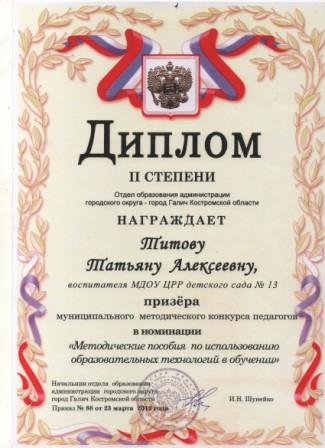 Диплом
II СТЕПЕНИ
Отдел образования администрации
городского округа - город Галич Костромской области
НАГРАЖДАЕТ
Титову
Татьяну Алексеевну,
воспитателя МДОУ ЦРР детского сада № 13
призёра
муниципального методического конкурса педагогов
в номинации
«Методические пособия по использованию
образовательных технологий в обучении»
Начальник отдела образования
администрации городского округа-
город Галич Костромской области
И.Н. Шунейко
Приказ № 88 от 23 марта 2012 года